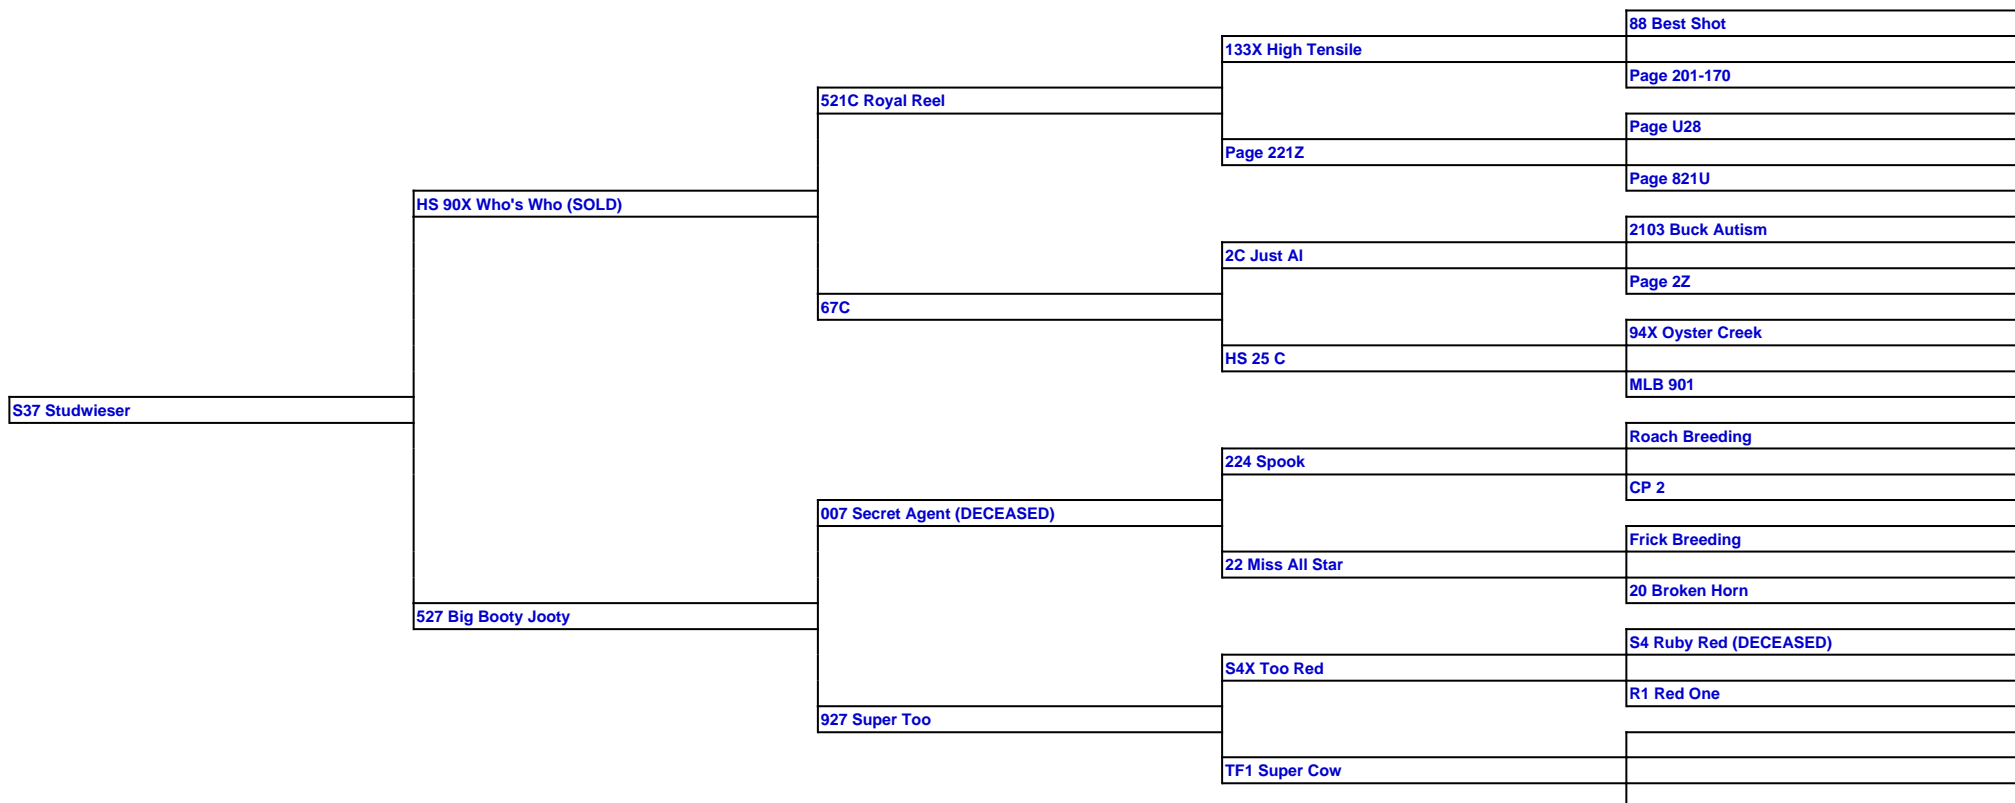 88 Best Shot
133X High Tensile
Page 201-170
521C Royal Reel
Page U28
Page 221Z
Page 821U
HS 90X Who's Who (SOLD)
2103 Buck Autism
2C Just AI
Page 2Z
67C
94X Oyster Creek
HS 25 C
MLB 901
S37 Studwieser
Roach Breeding
224 Spook
CP 2
007 Secret Agent (DECEASED)
Frick Breeding
22 Miss All Star
20 Broken Horn
527 Big Booty Jooty
S4 Ruby Red (DECEASED)
S4X Too Red
R1 Red One
927 Super Too
TF1 Super Cow